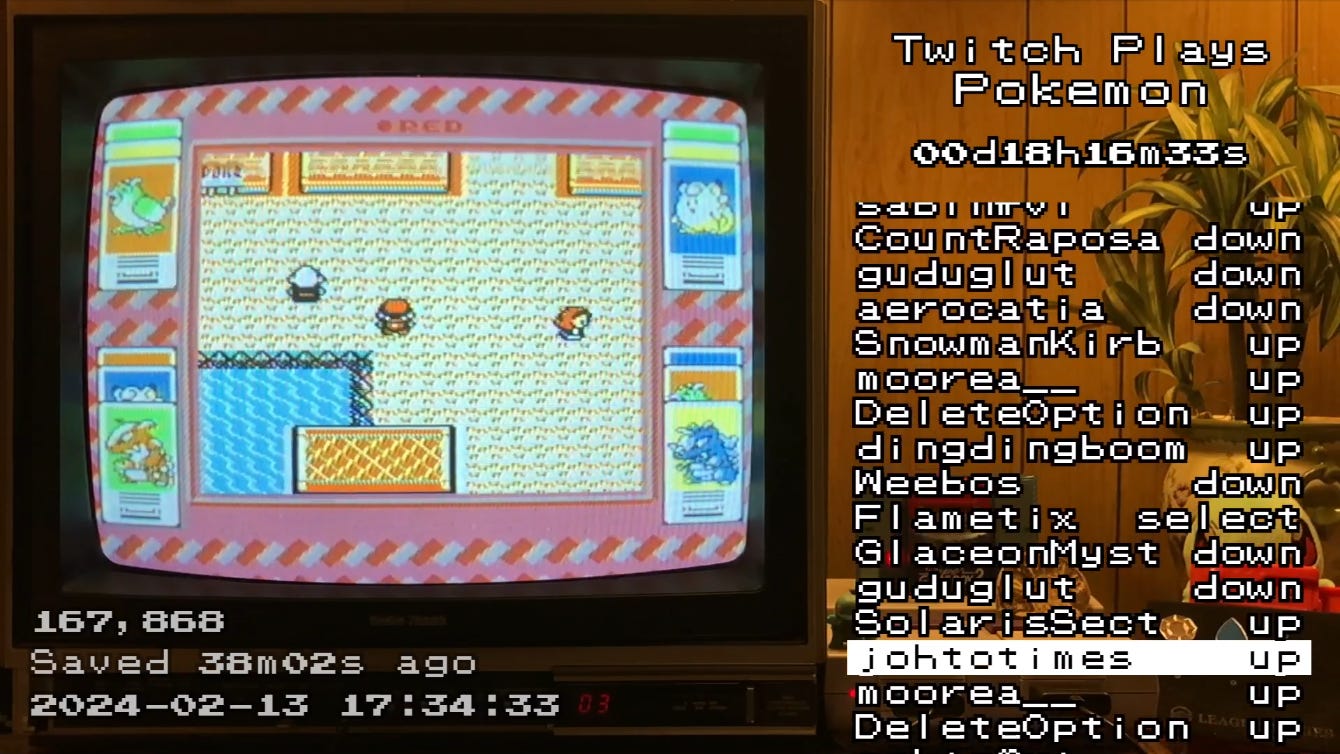 Twitch Plays
Pokemon
00d18h16m33s
RED
POKé
CountRaposa down
guduglut down
aerocatia down
SnowmanKirb up
moorea__ up
DeleteOption up
dingdingboom up
Weebos down
Flametix select
GlaceonMyst down
guduglut down
SolarisSect up
johtotimes up
moorea__ up
DeleteOption up
167,868
Saved 38m02s ago
2024-02-13 17:34:33
03